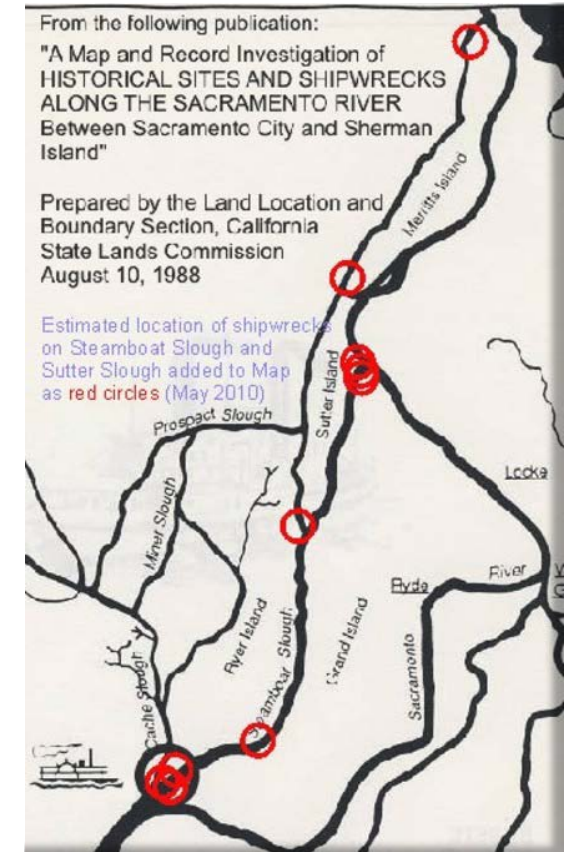 From the following publication:
"A Map and Record Investigation of
HISTORICAL SITES AND SHIPWRECKS
ALONG THE SACRAMENTO RIVER
Between Sacramento City and Sherman
Island"
Prepared by the Land Location and
Boundary Section, California
State Lands Commission
August 10, 1988
Estimated location of shipwrecks
on Steamboat Slough and
Sutter Slough added to Map
as red circles (May 2010)
Merritts Island
Sutter Island
Prospect Slough
Locke
Miner Slough
Ryde
River
Ryer Island
Grand Island
Steamboar Slough
Sacramento
Cache Slough